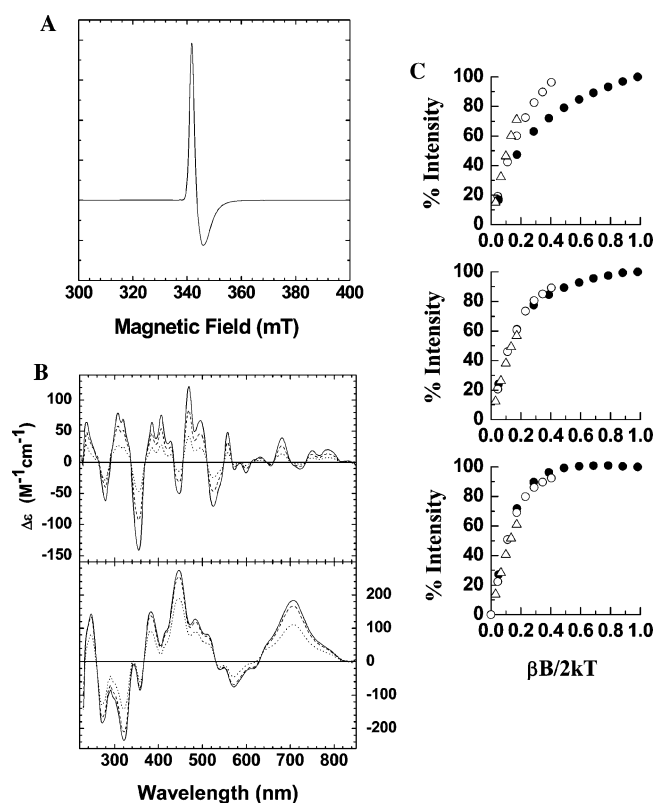 A
300 320 340 360 380 400
Magnetic Field (mT)
B
100
50
0
-50
-100
-150
Δε (M⁻¹cm⁻¹)
200
100
0
-100
-200
300 400 500 600 700 800
Wavelength (nm)
C
100
80
60
40
20
0
% Intensity
0.0 0.2 0.4 0.6 0.8 1.0
100
80
60
40
20
0
% Intensity
0.0 0.2 0.4 0.6 0.8 1.0
100
80
60
40
20
0
% Intensity
0.0 0.2 0.4 0.6 0.8 1.0
βB/2kT